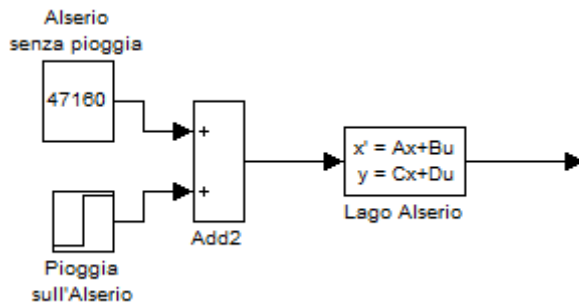 Alserio
senza pioggia
47160
+
+
Add2
Pioggia
sull'Alserio
x' = Ax+Bu
y = Cx+Du
Lago Alserio